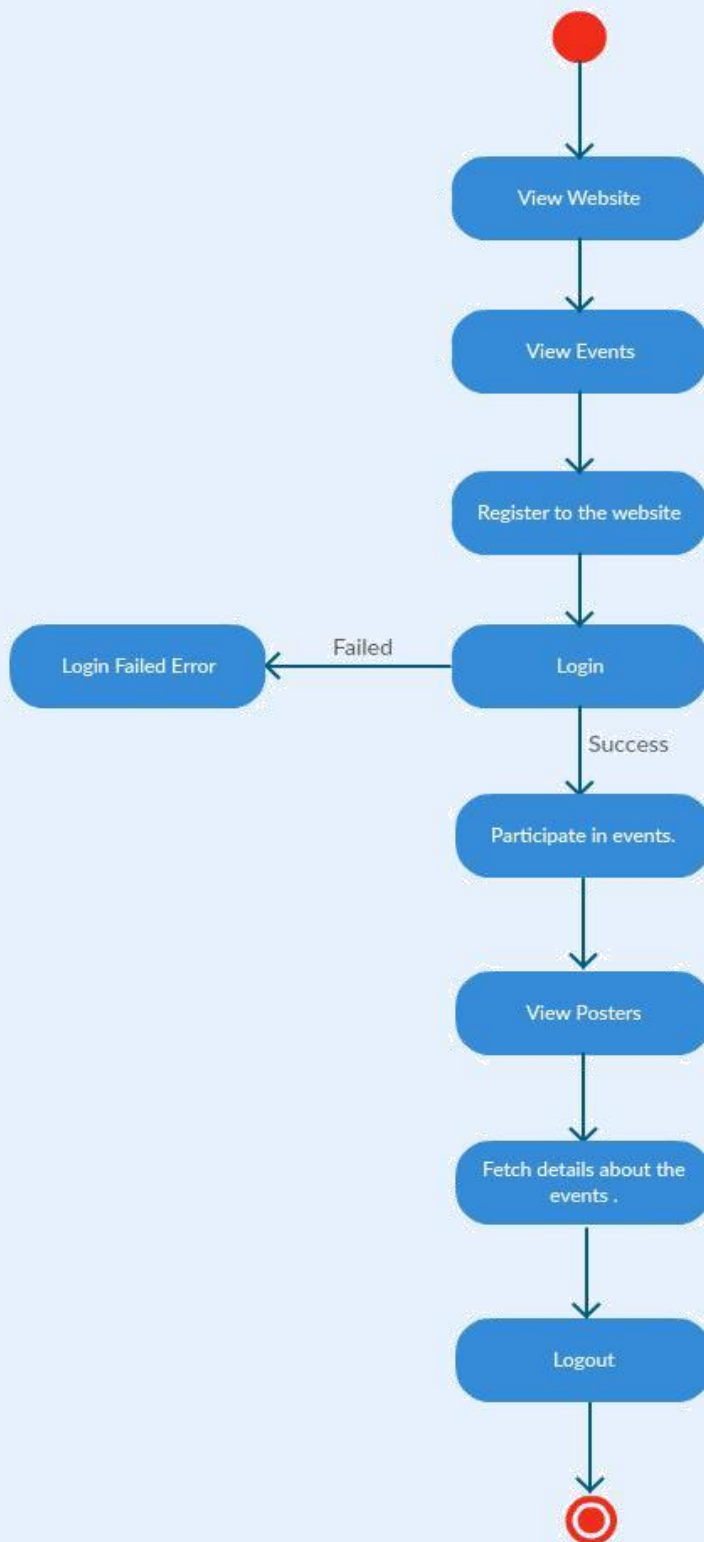 View Website
View Events
Register to the website
Login Failed Error
Failed
Login
Success
Participate in events.
View Posters
Fetch details about the
events .
Logout